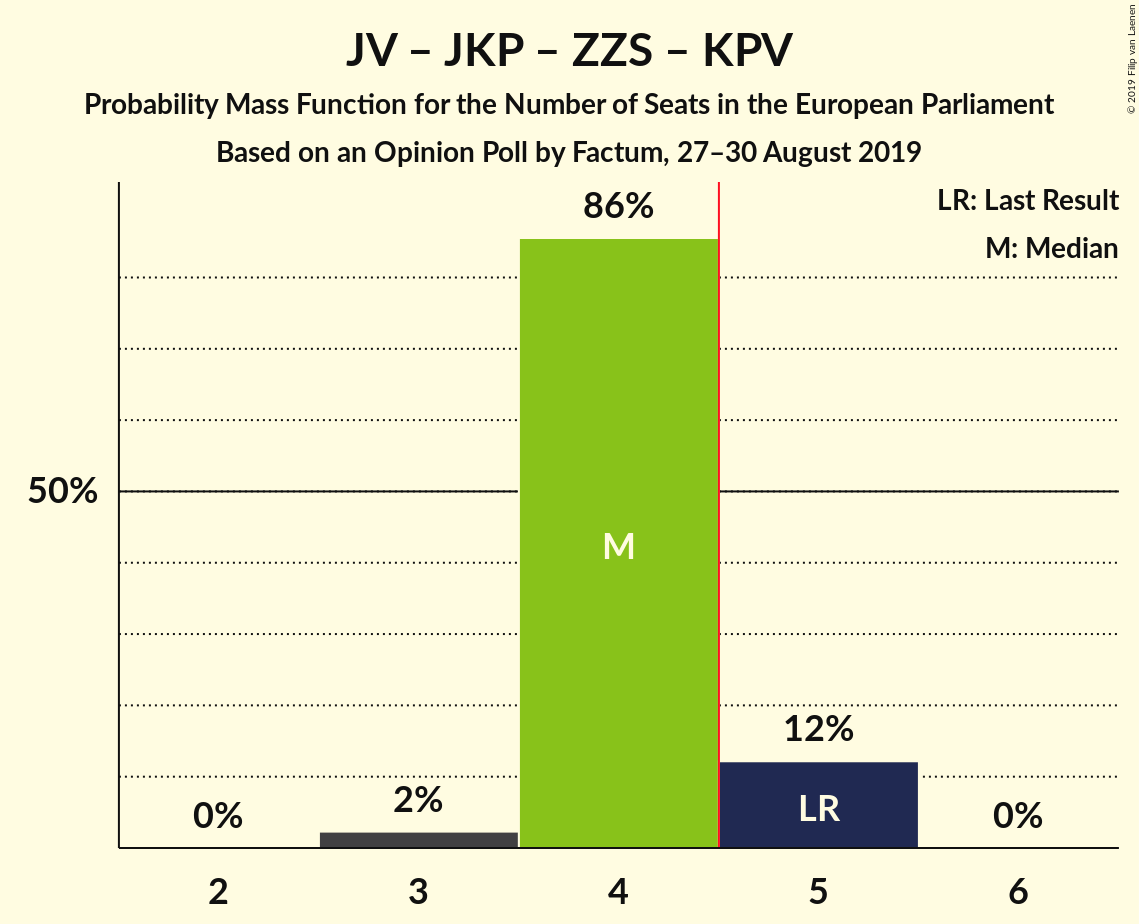 JV – JKP – ZZS – KPV
Probability Mass Function for the Number of Seats in the European Parliament
Based on an Opinion Poll by Factum, 27–30 August 2019
© 2019 Filip van Laenen
LR: Last Result
M: Median
86%
50%
M
12%
2%
LR
0%
0%
2 3 4 5 6